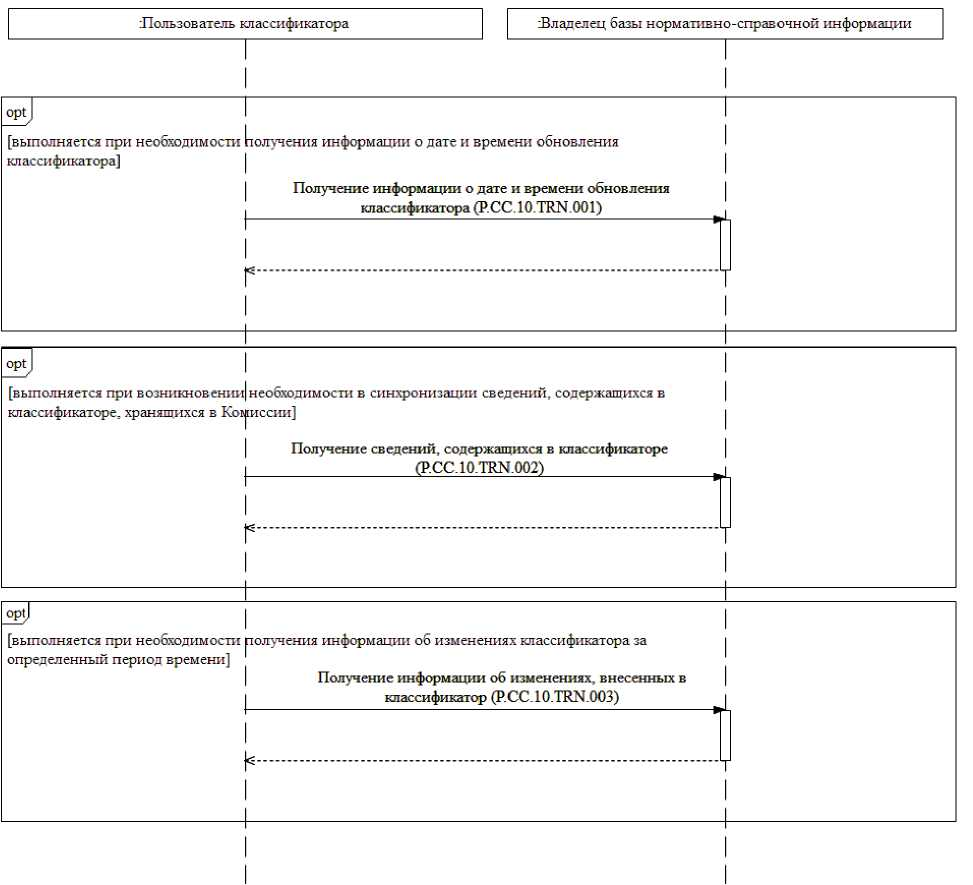 :Пользователь классификатора
:Владелец базы нормативно-справочной информации
opt
[выполняется при необходимости получения информации о дате и времени обновления
классификатора]
Получение информации о дате и времени обновления
классификатора (P.CC.10.TRN.001)
opt
[выполняется при возникновении необходимости в синхронизации сведений, содержащихся в
классификаторе, хранящихся в Комиссии]
Получение сведений, содержащихся в классификаторе
(P.CC.10.TRN.002)
opt
[выполняется при необходимости получения информации об изменениях классификатора за
определенный период времени]
Получение информации об изменениях, внесенных в
классификатор (P.CC.10.TRN.003)